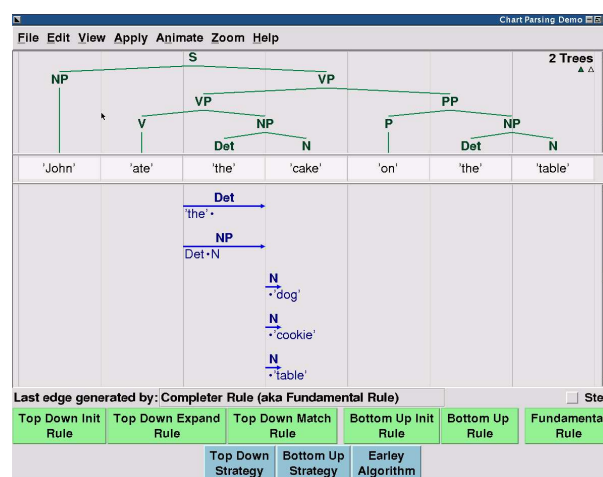 Chart Parsing Demo
File Edit View Apply Animate Zoom Help
S
2 Trees
NP VP
VP PP
V NP P NP
Det N Det N
'John' 'ate' 'the' 'cake' 'on' 'the' 'table'
Det
'the' •
NP
Det • N
N
• 'dog'
N
• 'cookie'
N
• 'table'
Last edge generated by: Completer Rule (aka Fundamental Rule) Ste
Top Down Init Rule
Top Down Expand Rule
Top Down Match Rule
Bottom Up Init Rule
Bottom Up Rule
Fundamenta Rule
Top Down Strategy
Bottom Up Strategy
Earley Algorithm